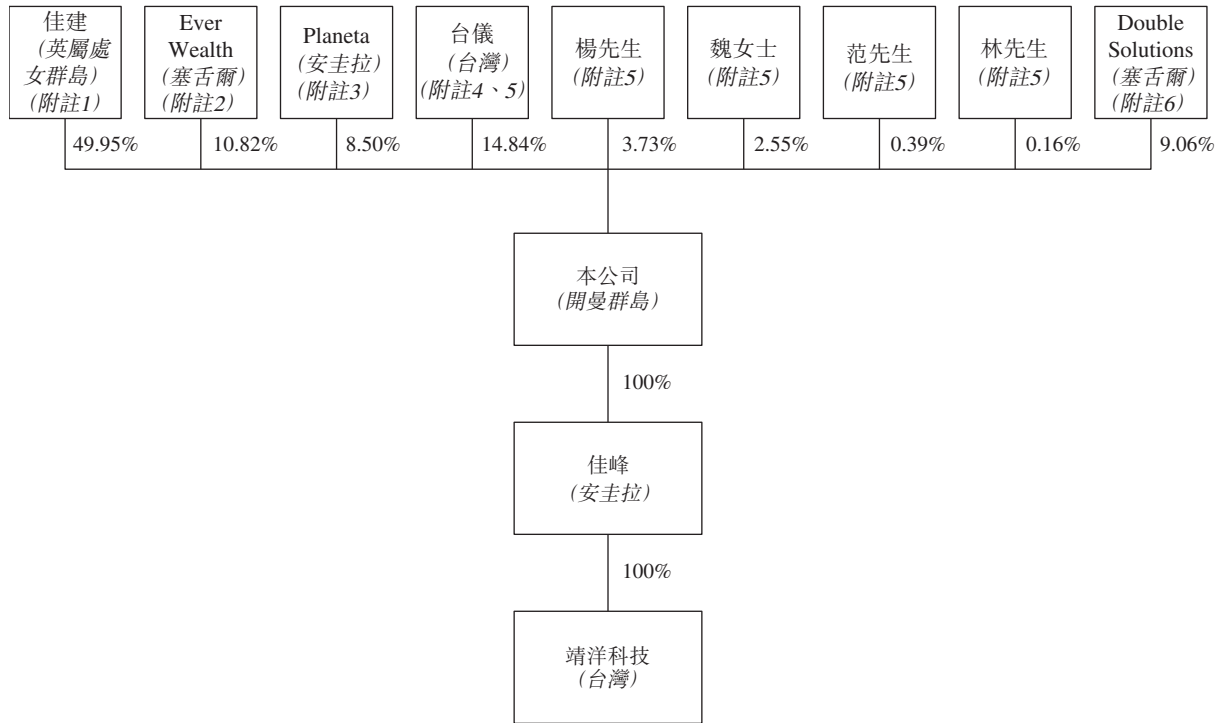 佳建
(英屬處
女群島)
(附註1)
Ever
Wealth
(塞舌爾)
(附註2)
Planeta
(安圭拉)
(附註3)
台儀
(台灣)
(附註4、5)
楊先生
(附註5)
魏女士
(附註5)
范先生
(附註5)
林先生
(附註5)
Double
Solutions
(塞舌爾)
(附註6)
49.95%
10.82%
8.50%
14.84%
3.73%
2.55%
0.39%
0.16%
9.06%
本公司
(開曼群島)
100%
佳峰
(安圭拉)
100%
靖洋科技
(台灣)